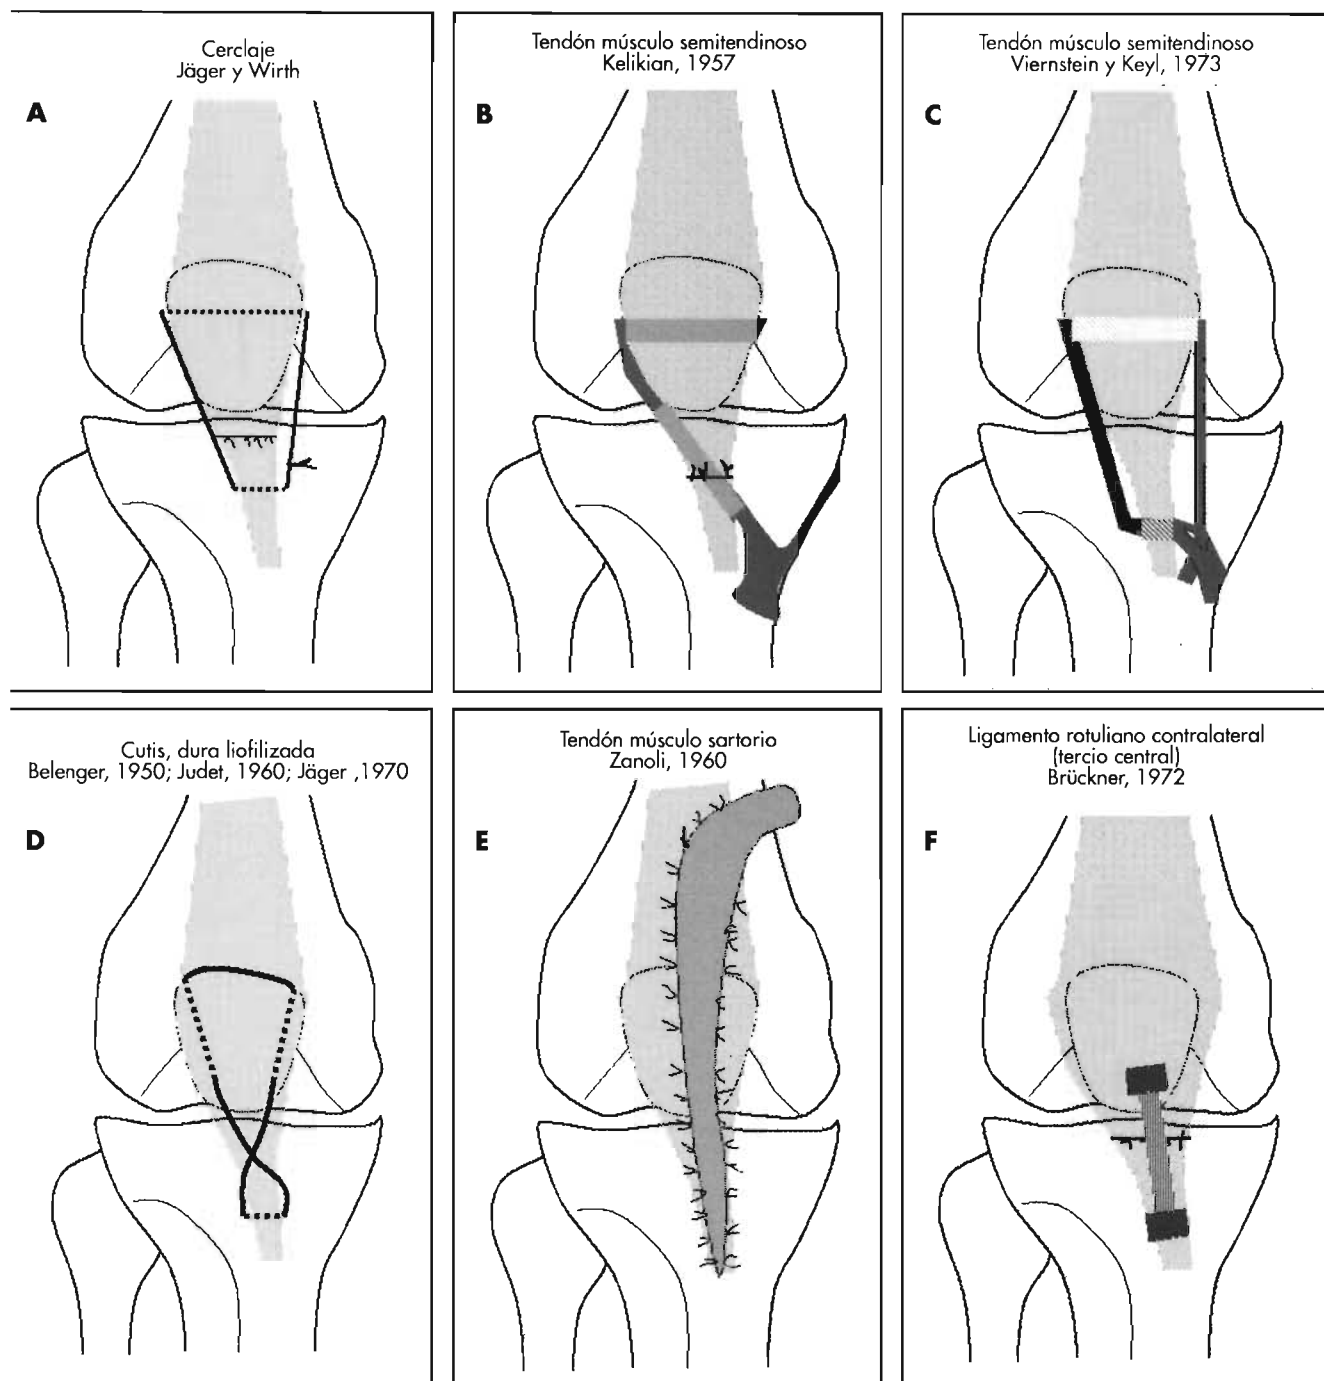 Cerclaje
Jäger y Wirth
A
Tendón músculo semitendinoso
Kelikian, 1957
B
Tendón músculo semitendinoso
Viernstein y Keyl, 1973
C
Cutis, dura liofilizada
Belenger, 1950; Judet, 1960; Jäger ,1970
D
Tendón músculo sartorio
Zanoli, 1960
E
Ligamento rotuliano contralateral
(tercio central)
Brückner, 1972
F